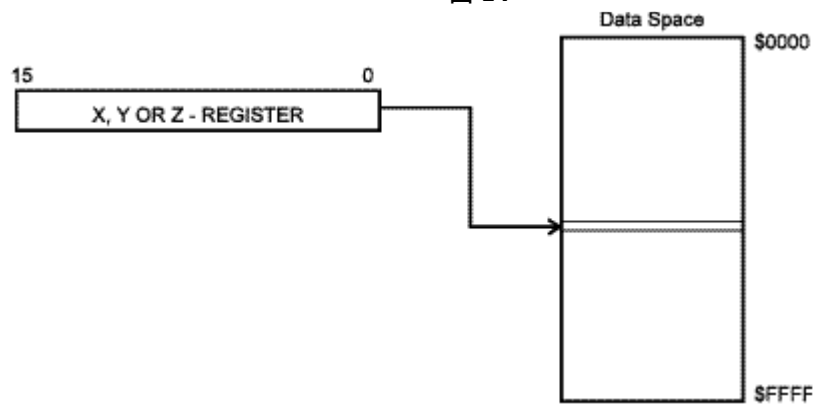 Data Space
$0000
15 0
X, Y OR Z - REGISTER
$FFFF